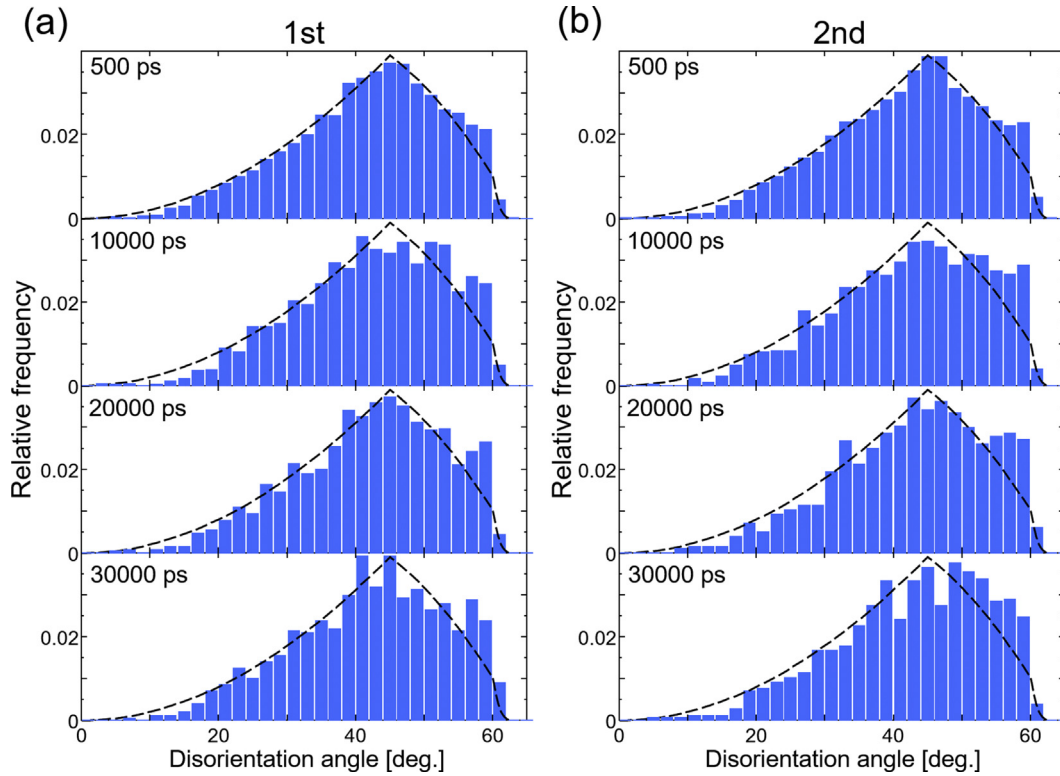 (a)
1st
500 ps
0.02
0
10000 ps
0.02
0
20000 ps
0.02
0
30000 ps
0.02
0
0 20 40 60
Relative frequency
Disorientation angle [deg.]
(b)
2nd
500 ps
0.02
0
10000 ps
0.02
0
20000 ps
0.02
0
30000 ps
0.02
0
0 20 40 60
Relative frequency
Disorientation angle [deg.]